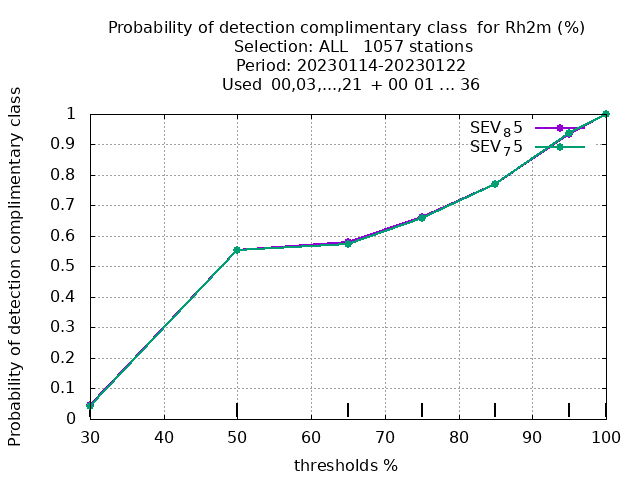 Probability of detection complimentary class  for Rh2m (%)
Selection: ALL   1057 stations
Period: 20230114-20230122
Used  00,03,...,21  + 00 01 ... 36
Probability of detection complimentary class
1
0.9
0.8
0.7
0.6
0.5
0.4
0.3
0.2
0.1
0
SEV₈5
SEV₇5
30 40 50 60 70 80 90 100
thresholds %